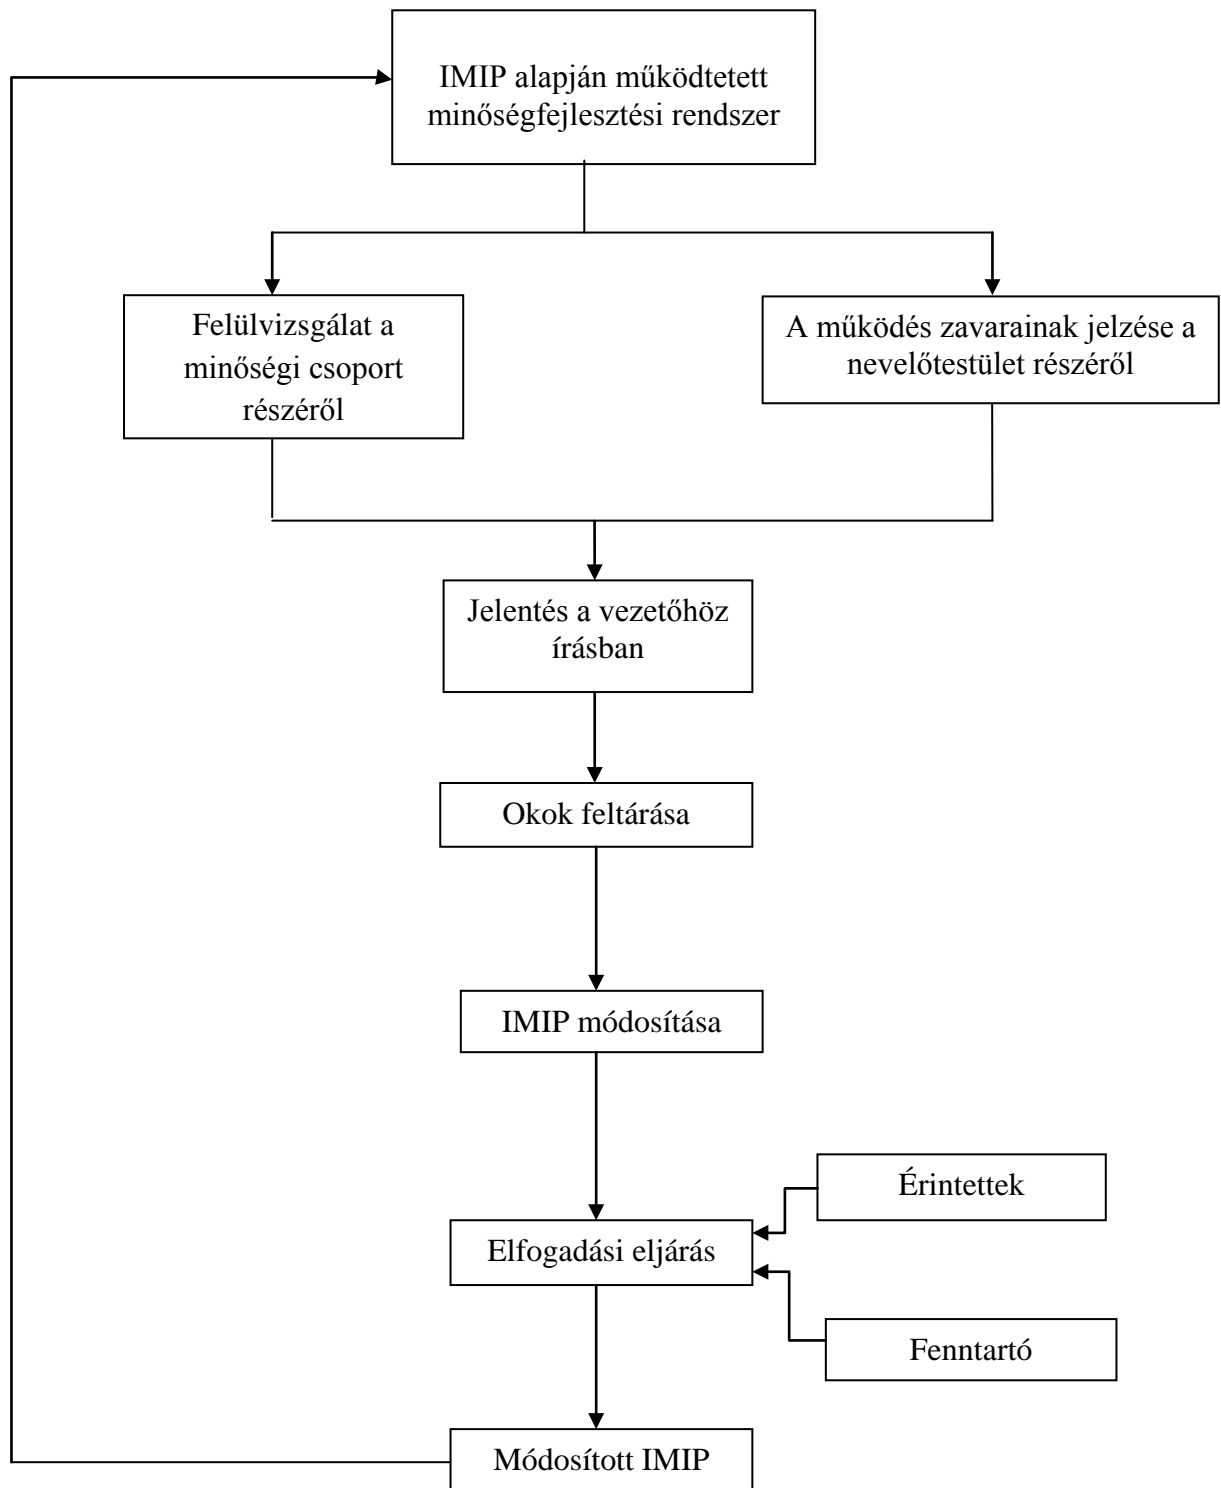 IMIP alapján működtetett
minőségfejlesztési rendszer
Felülvizsgálat a
minőségi csoport
részéről
A működés zavarainak jelzése a
nevelőtestület részéről
Jelentés a vezetőhöz
írásban
Okok feltárása
IMIP módosítása
Érintettek
Elfogadási eljárás
Fenntartó
Módosított IMIP